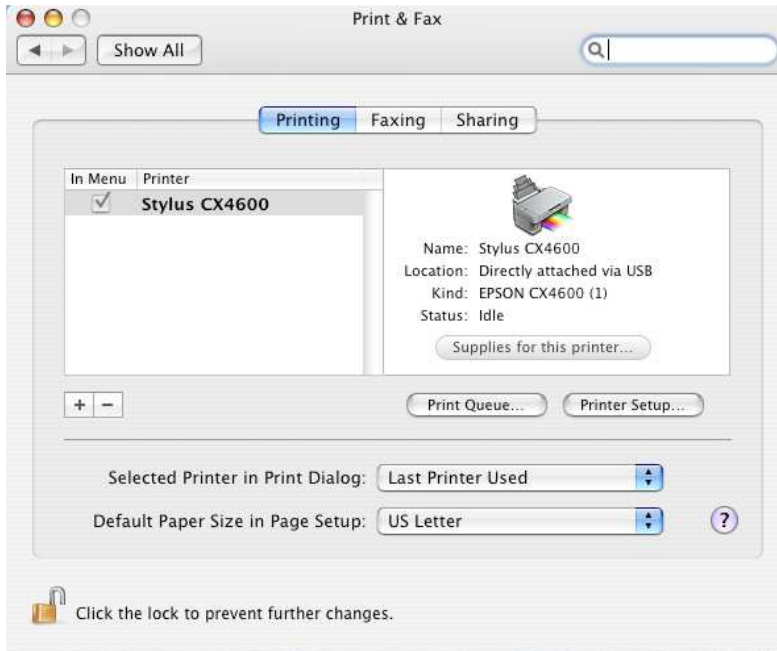 Print & Fax
Show All
Printing Faxing Sharing
In Menu Printer
Stylus CX4600
Name: Stylus CX4600
Location: Directly attached via USB
Kind: EPSON CX4600 (1)
Status: Idle
Supplies for this printer...
+ −
Print Queue... Printer Setup...
Selected Printer in Print Dialog: Last Printer Used
Default Paper Size in Page Setup: US Letter
?
Click the lock to prevent further changes.